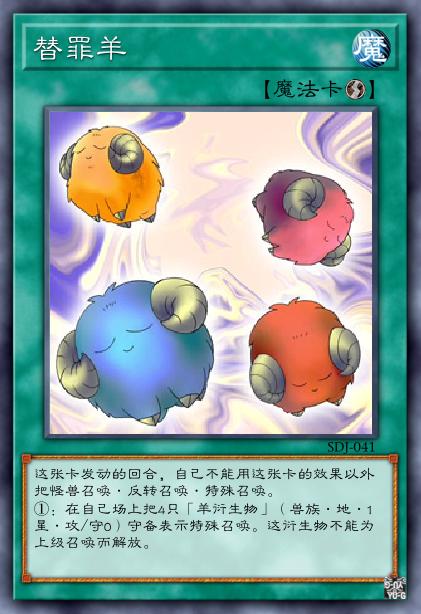 替罪羊
魔
【魔法卡】
SDJ-041
这张卡发动的回合，自己不能用这张卡的效果以外
把怪兽召唤·反转召唤·特殊召唤。
①：在自己场上把4只「羊衍生物」（兽族·地·1
星·攻/守0）守备表示特殊召唤。这衍生物不能为
上级召唤而解放。